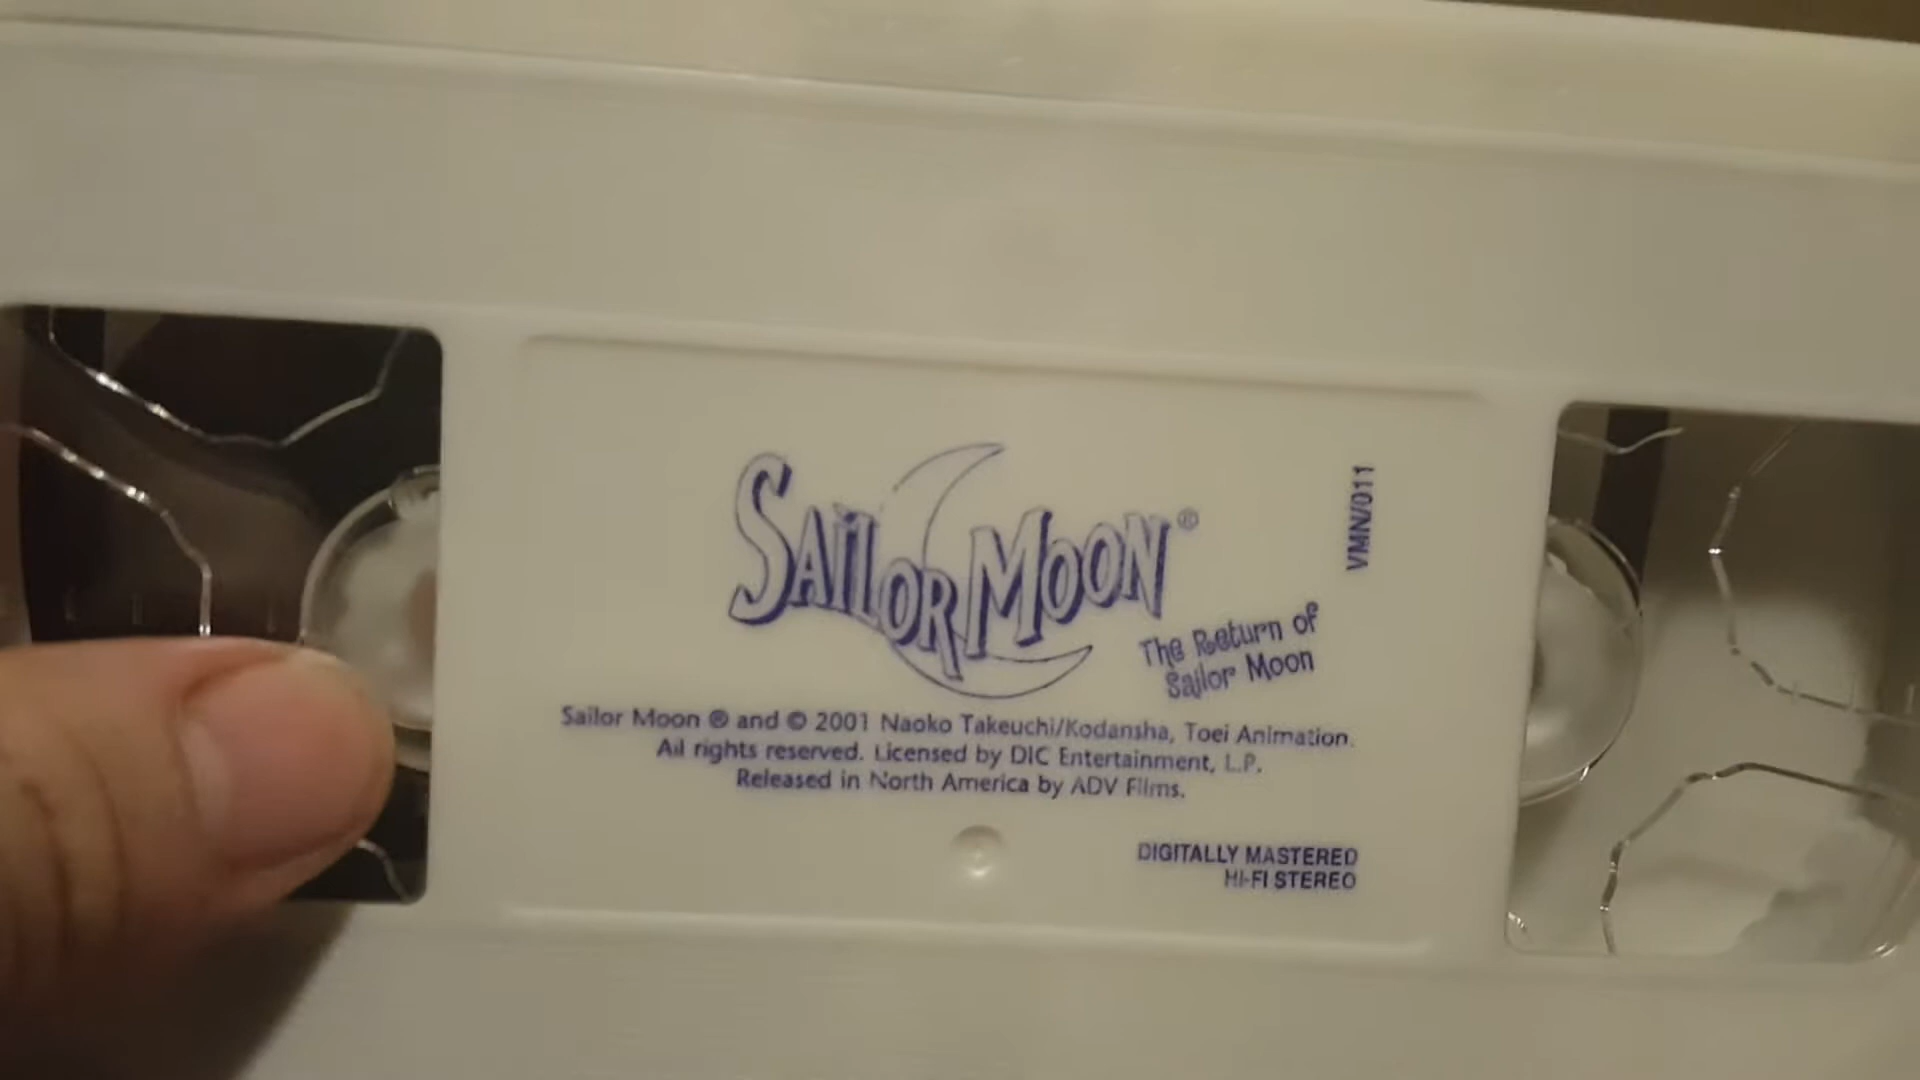 SAILOR MOON®
The Return of
Sailor Moon
VMN/011
Sailor Moon ® and © 2001 Naoko Takeuchi/Kodansha, Toei Animation.
All rights reserved. Licensed by DIC Entertainment, L.P.
Released in North America by ADV Films.
DIGITALLY MASTERED
HI-FI STEREO